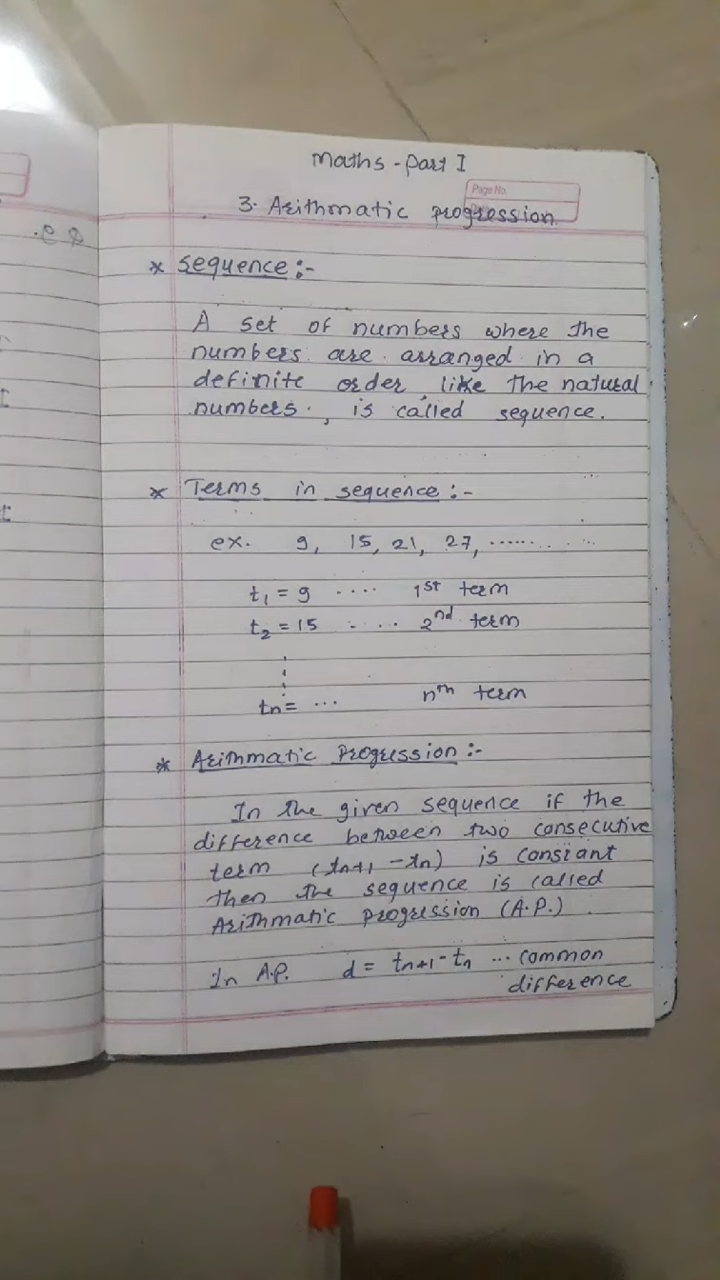 Maths - Part I
Page No.
3. Arithmatic progression
* Sequence :-
A set of numbers where the
numbers are arranged in a
definite order, like the natural
numbers, is called sequence.
* Terms in sequence :-
ex. 9, 15, 21, 27, ..........
t₁ = 9 .... 1st term
t₂ = 15 .... 2nd term
tn = ... nth term
* Arithmatic Progression :-
In the given sequence if the
difference between two consecutive
term (tn+1 - tn) is constant
then the sequence is called
Arithmatic progression (A.P.)
In A.P. d = tn+1 - tn ... common
difference